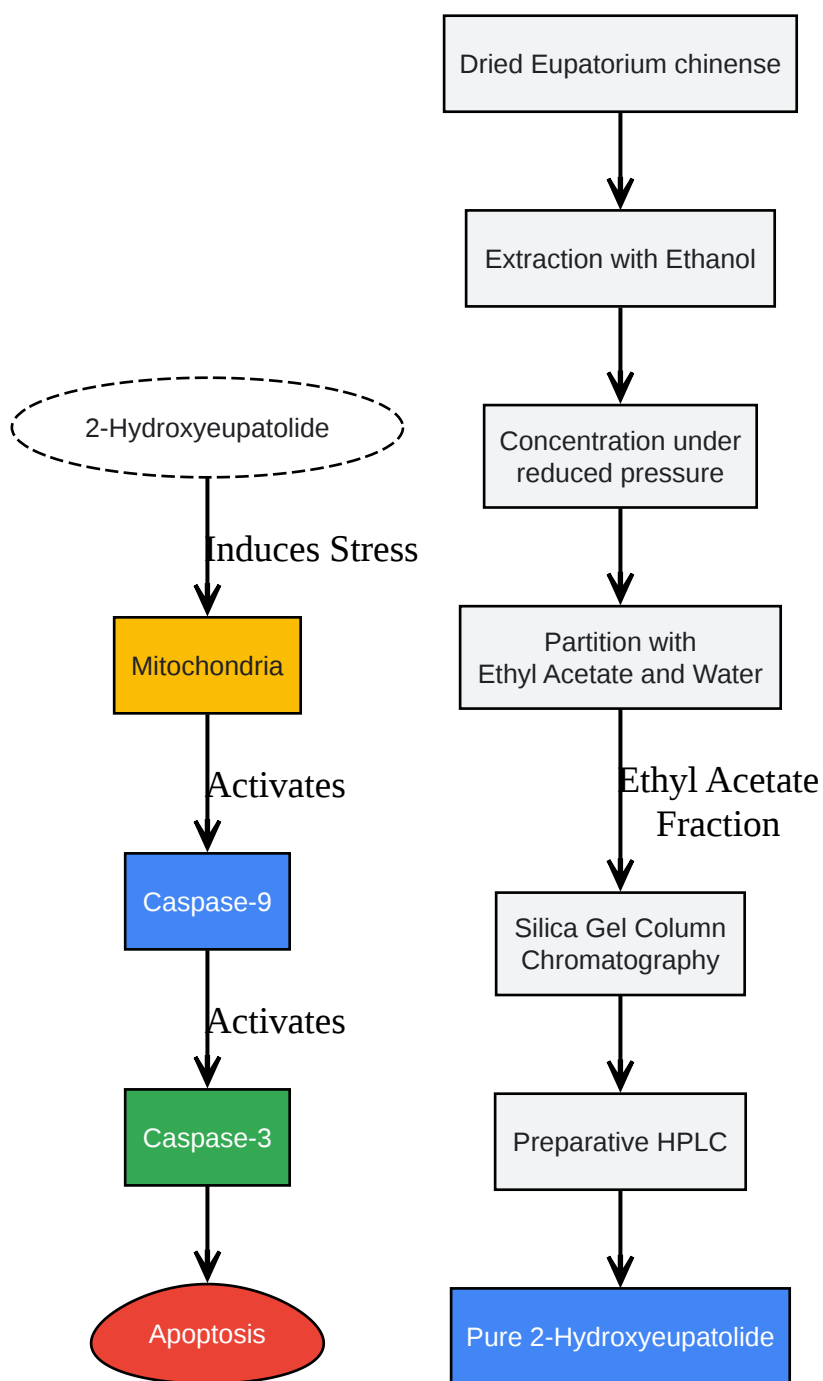 2-Hydroxyeupatolide
Induces Stress
Mitochondria
Activates
Caspase-9
Activates
Caspase-3
Apoptosis
Dried Eupatorium chinense
Extraction with Ethanol
Concentration under
reduced pressure
Partition with
Ethyl Acetate and Water
Ethyl Acetate
Fraction
Silica Gel Column
Chromatography
Preparative HPLC
Pure 2-Hydroxyeupatolide